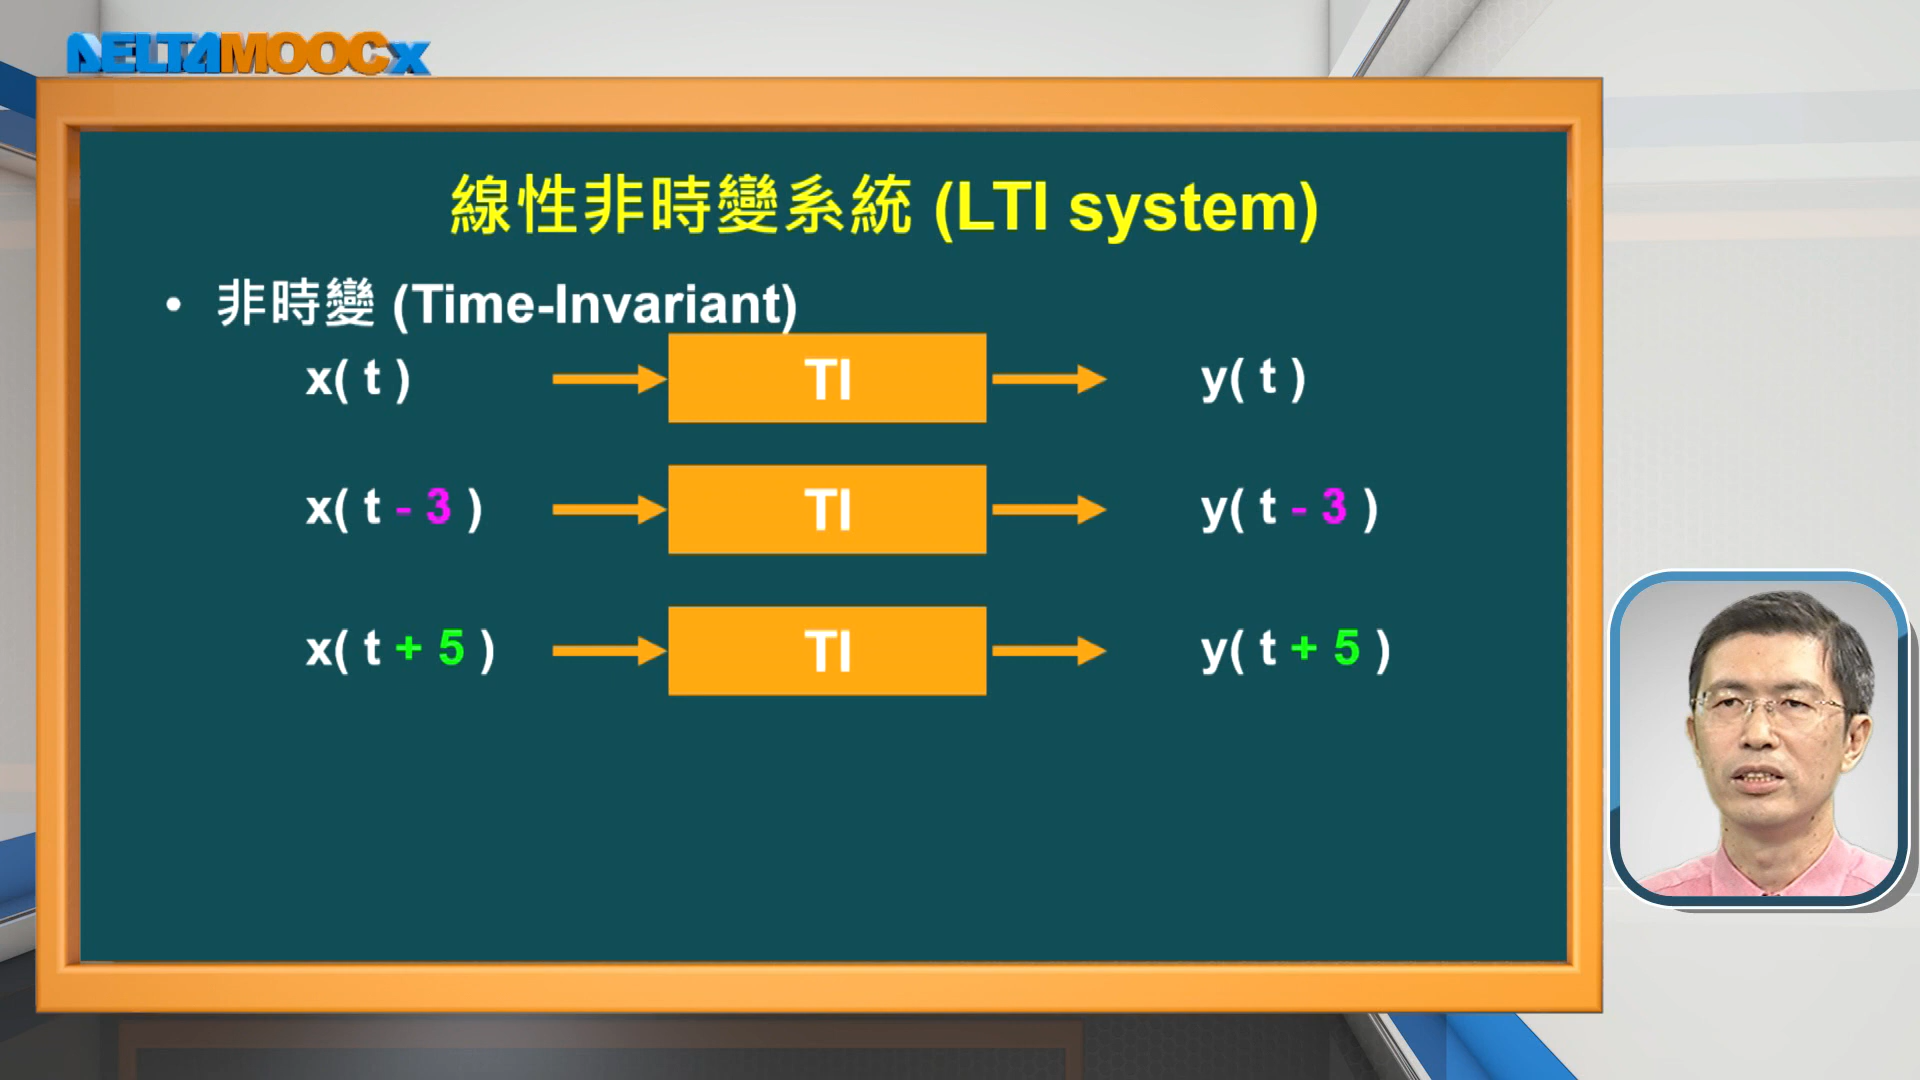 DELTAMOOCx
線性非時變系統 (LTI system)
• 非時變 (Time-Invariant)
x( t ) TI y( t )
x( t - 3 ) TI y( t - 3 )
x( t + 5 ) TI y( t + 5 )